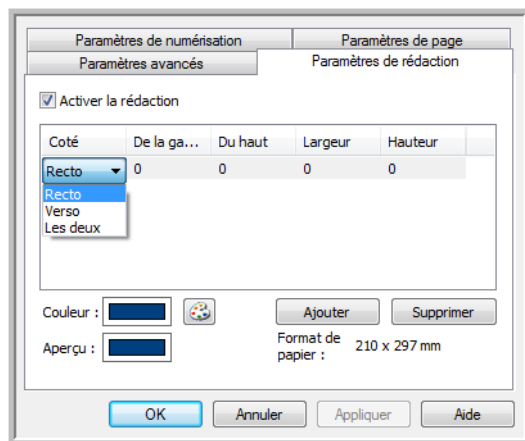 Paramètres de numérisation Paramètres de page
Paramètres avancés Paramètres de rédaction
Activer la rédaction
Coté De la ga... Du haut Largeur Hauteur
Recto 0 0 0 0
Recto
Verso
Les deux
Couleur : Ajouter Supprimer
Aperçu : Format de papier : 210 x 297 mm
OK Annuler Appliquer Aide